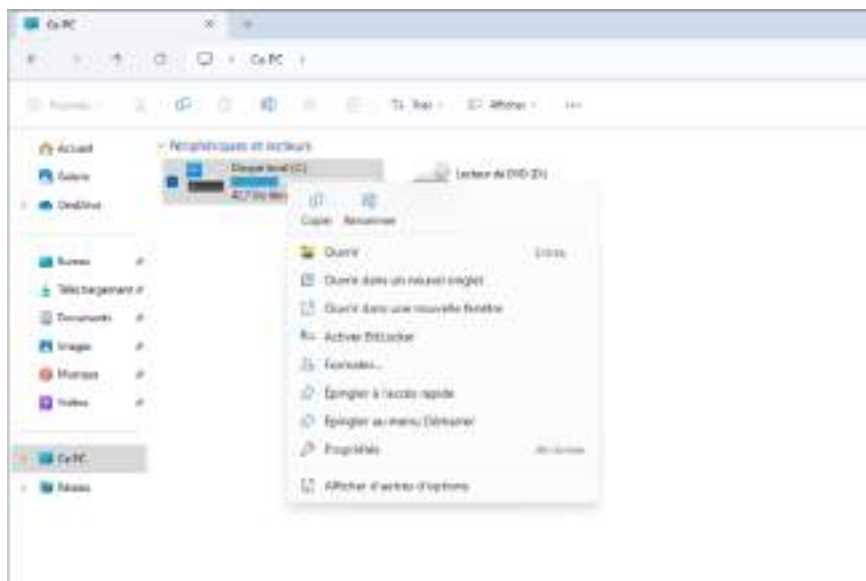 Ce PC
Ce PC
Trier
Afficher
Accueil
Galerie
OneDrive
Bureau
Téléchargement
Documents
Images
Musique
Vidéos
Ce PC
Réseau
Périphériques et lecteurs
Disque local (C:)
Lecteur de DVD (D:)
Copier Renommer
Ouvrir Entrée
Ouvrir dans un nouvel onglet
Ouvrir dans une nouvelle fenêtre
Activer BitLocker
Formater...
Épingler à l'accès rapide
Épingler au menu Démarrer
Propriétés
Afficher d'autres d'options